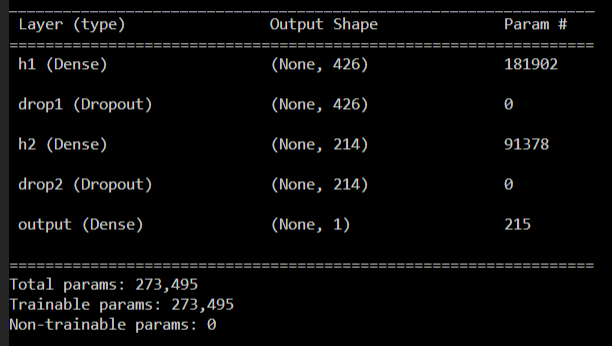 Layer (type) Output Shape Param #
h1 (Dense) (None, 426) 181902
drop1 (Dropout) (None, 426) 0
h2 (Dense) (None, 214) 91378
drop2 (Dropout) (None, 214) 0
output (Dense) (None, 1) 215
Total params: 273,495
Trainable params: 273,495
Non-trainable params: 0